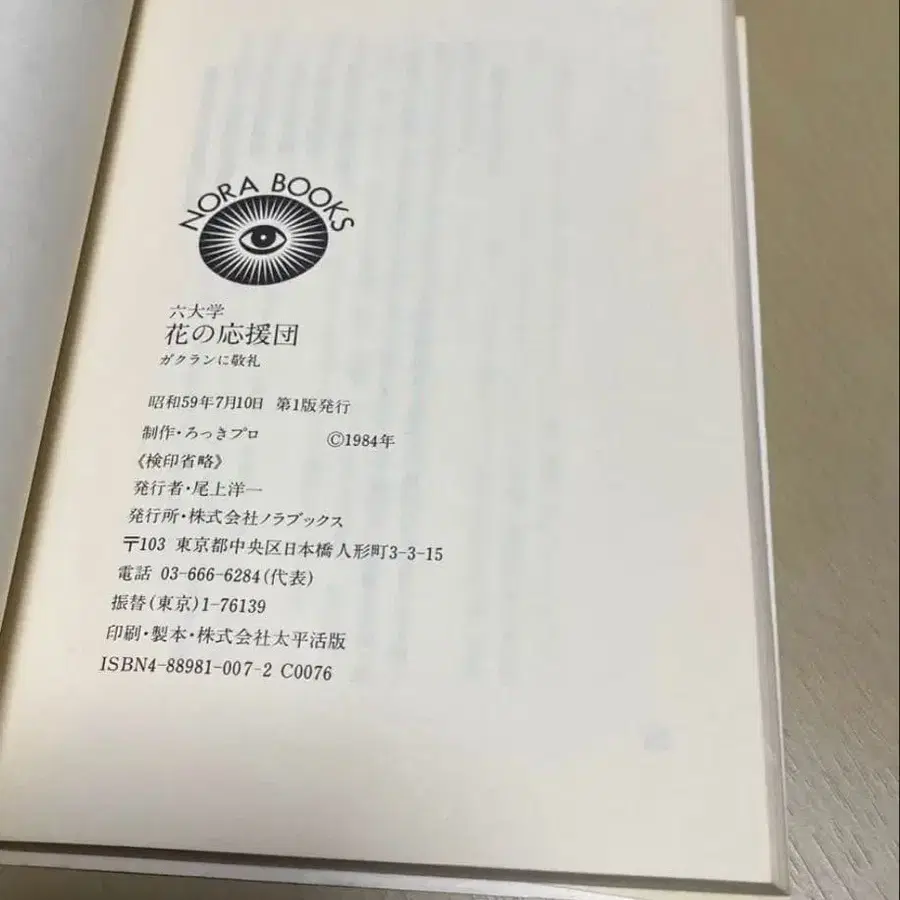 NORA BOOKS
六大学
花の応援団
ガクランに敬礼
昭和59年7月10日 第1版発行
制作・ろっきプロ ©1984年
《検印省略》
発行者・尾上洋一
発行所・株式会社ノラブックス
〒103 東京都中央区日本橋人形町3-3-15
電話 03-666-6284(代表)
振替(東京)1-76139
印刷・製本・株式会社太平活版
ISBN4-88981-007-2 C0076